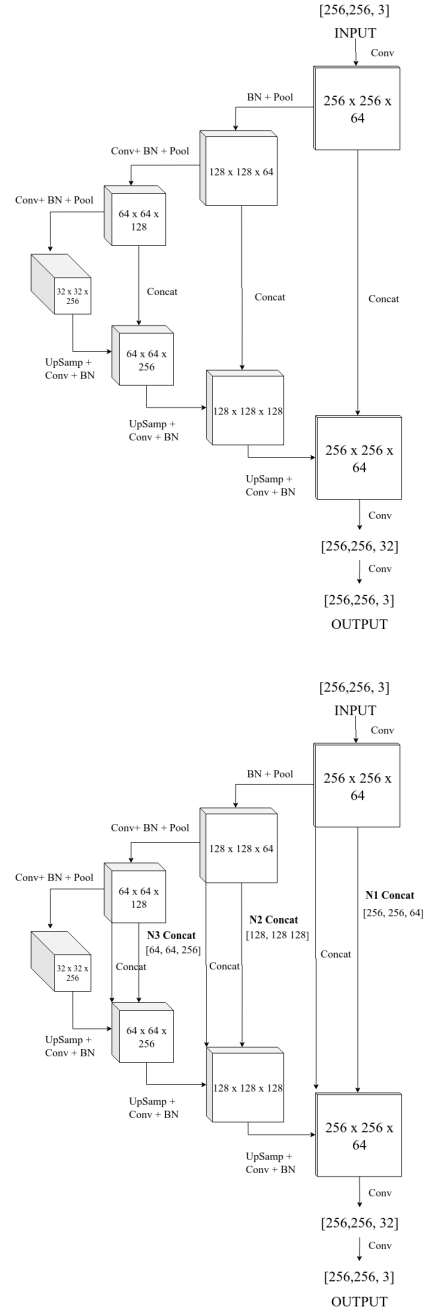 [256,256, 3]
INPUT
Conv
256 x 256 x
64
BN + Pool
128 x 128 x 64
Conv+ BN + Pool
64 x 64 x
128
Conv+ BN + Pool
32 x 32 x
256
Concat
Concat
Concat
UpSamp +
Conv + BN
64 x 64 x
256
UpSamp +
Conv + BN
128 x 128 x 128
UpSamp +
Conv + BN
256 x 256 x
64
Conv
[256,256, 32]
Conv
[256,256, 3]
OUTPUT
[256,256, 3]
INPUT
Conv
256 x 256 x
64
BN + Pool
128 x 128 x 64
Conv+ BN + Pool
64 x 64 x
128
Conv+ BN + Pool
32 x 32 x
256
N1 Concat
[256, 256, 64]
N2 Concat
[128, 128 128]
N3 Concat
[64, 64, 256]
Concat
Concat
Concat
UpSamp +
Conv + BN
64 x 64 x
256
UpSamp +
Conv + BN
128 x 128 x 128
UpSamp +
Conv + BN
256 x 256 x
64
Conv
[256,256, 32]
Conv
[256,256, 3]
OUTPUT